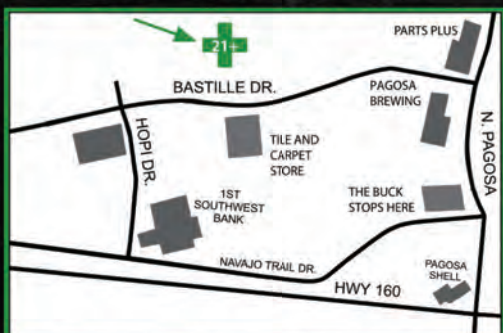 21+
PARTS PLUS
BASTILLE DR.
PAGOSA
BREWING
N. PAGOSA
HOPI DR.
TILE AND
CARPET
STORE
1ST
SOUTHWEST
BANK
THE BUCK
STOPS HERE
NAVAJO TRAIL DR.
PAGOSA
SHELL
HWY 160